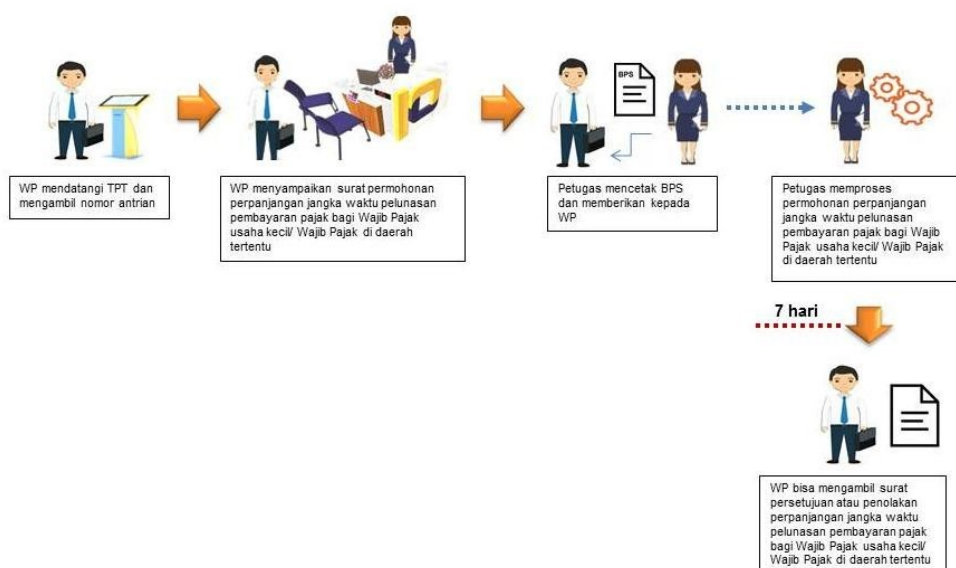 BPS
WP mendatangi TPT dan
mengambil nomor antrian
WP menyampaikan surat permohonan
perpanjangan jangka waktu pelunasan
pembayaran pajak bagi Wajib Pajak
usaha kecil/ Wajib Pajak di daerah
tertentu
Petugas mencetak BPS
dan memberikan kepada
WP
Petugas memproses
permohonan perpanjangan
jangka waktu pelunasan
pembayaran pajak bagi Wajib
Pajak usaha kecil/ Wajib Pajak
di daerah tertentu
7 hari
WP bisa mengambil surat
persetujuan atau penolakan
perpanjangan jangka waktu
pelunasan pembayaran pajak
bagi Wajib Pajak usaha kecil/
Wajib Pajak di daerah tertentu